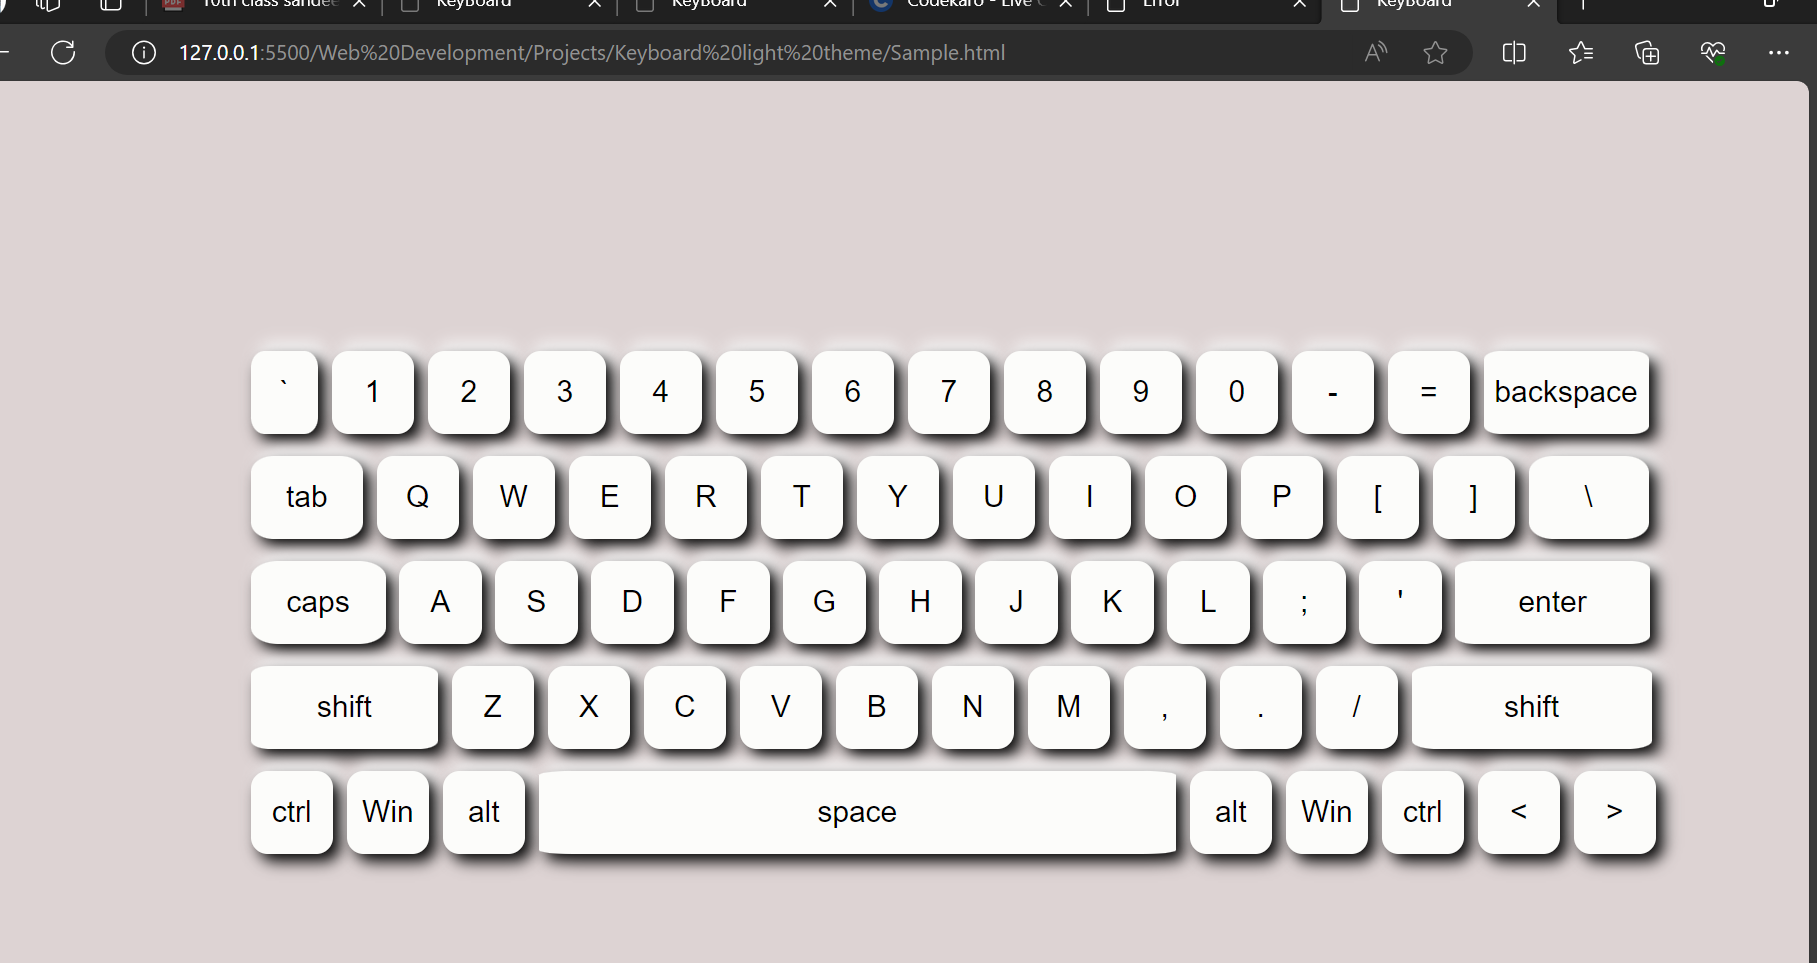 10th class sande
KeyBoard
KeyBoard
Codekaro - Live
Error
KeyBoard
127.0.0.1:5500/Web%20Development/Projects/Keyboard%20light%20theme/Sample.html
` 1 2 3 4 5 6 7 8 9 0 - = backspace
tab Q W E R T Y U I O P [ ] \
caps A S D F G H J K L ; ' enter
shift Z X C V B N M , . / shift
ctrl Win alt space alt Win ctrl < >